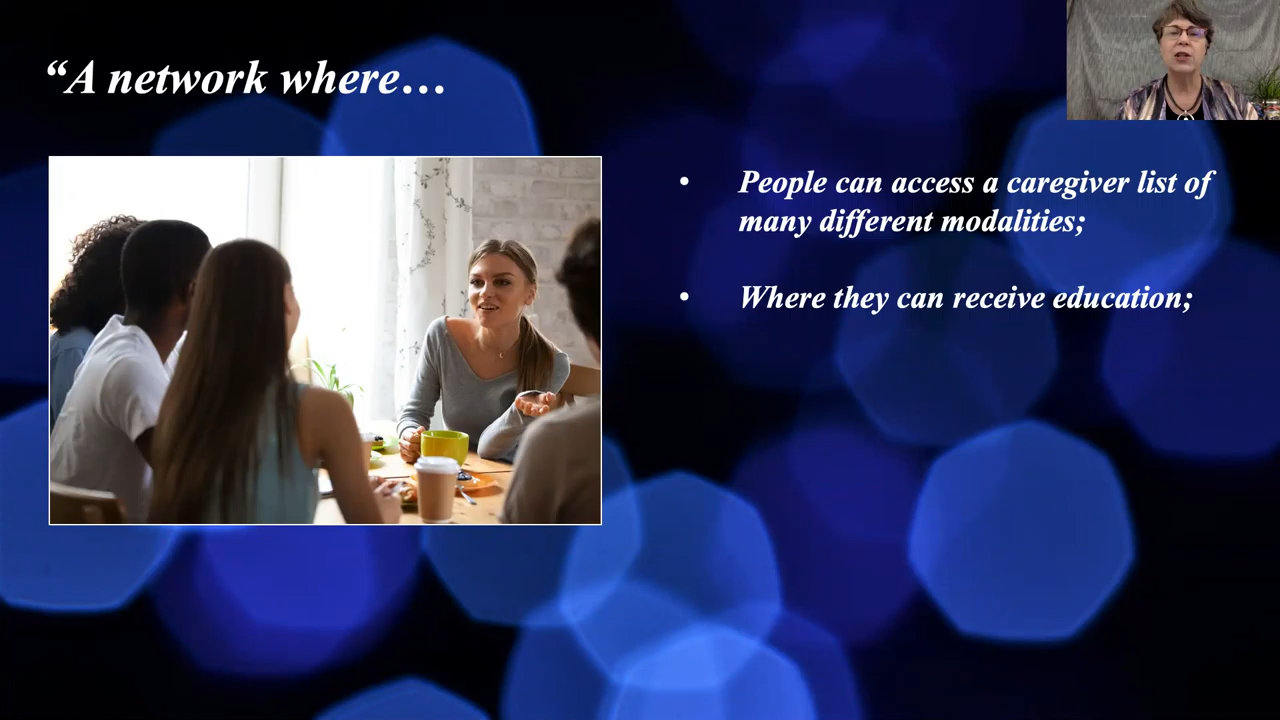 “A network where…
• People can access a caregiver list of
many different modalities;
• Where they can receive education;